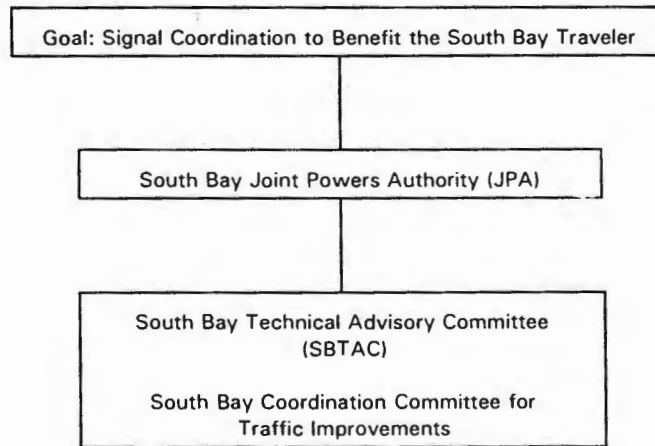 Goal: Signal Coordination to Benefit the South Bay Traveler
South Bay Joint Powers Authority (JPA)
South Bay Technical Advisory Committee
(SBTAC)
South Bay Coordination Committee for
Traffic Improvements